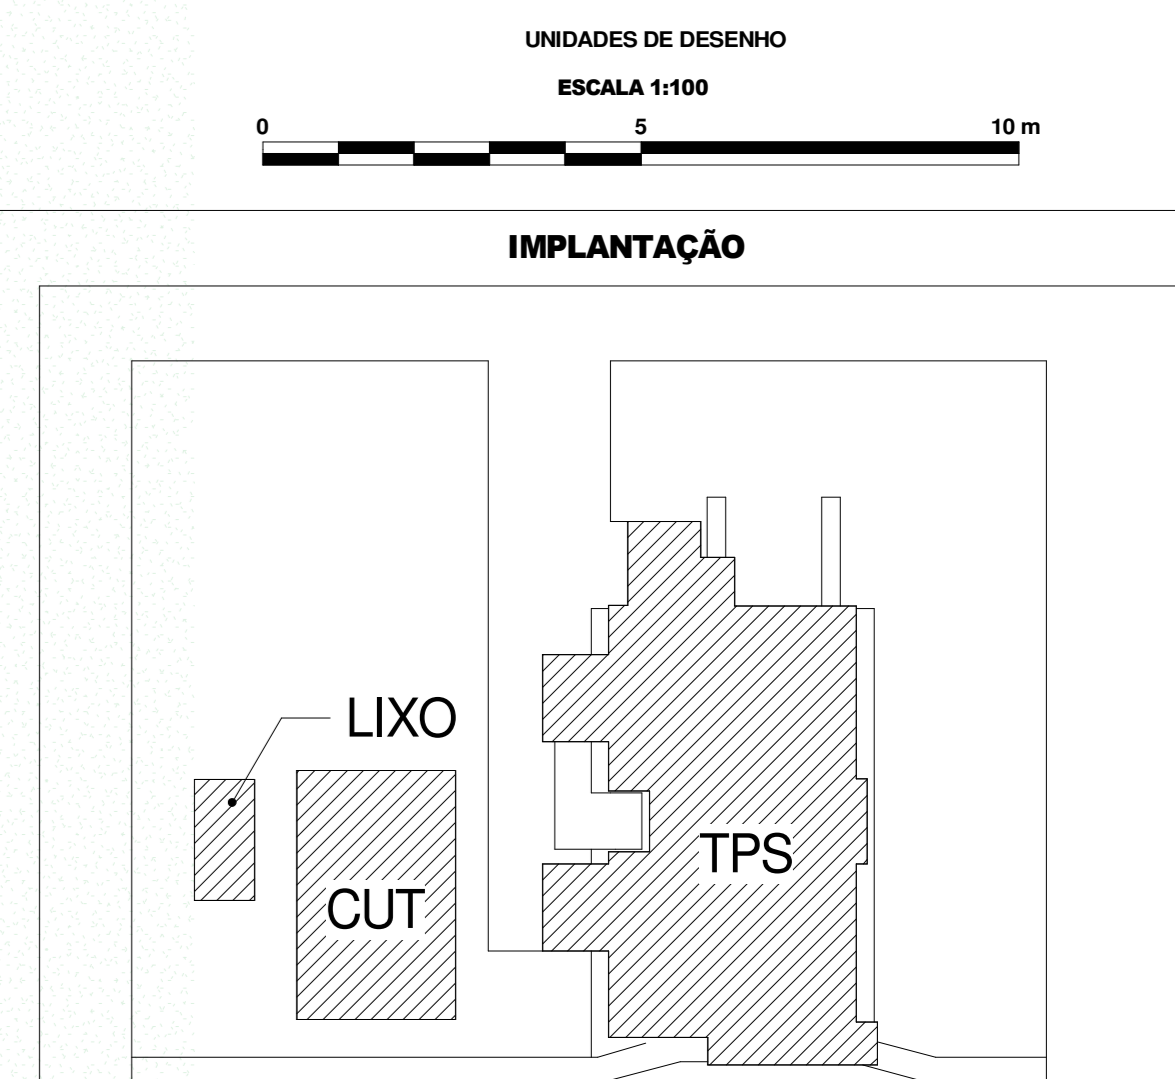 UNIDADES DE DESENHO
ESCALA 1:100
0 5 10 m
IMPLANTAÇÃO
LIXO
CUT
TPS